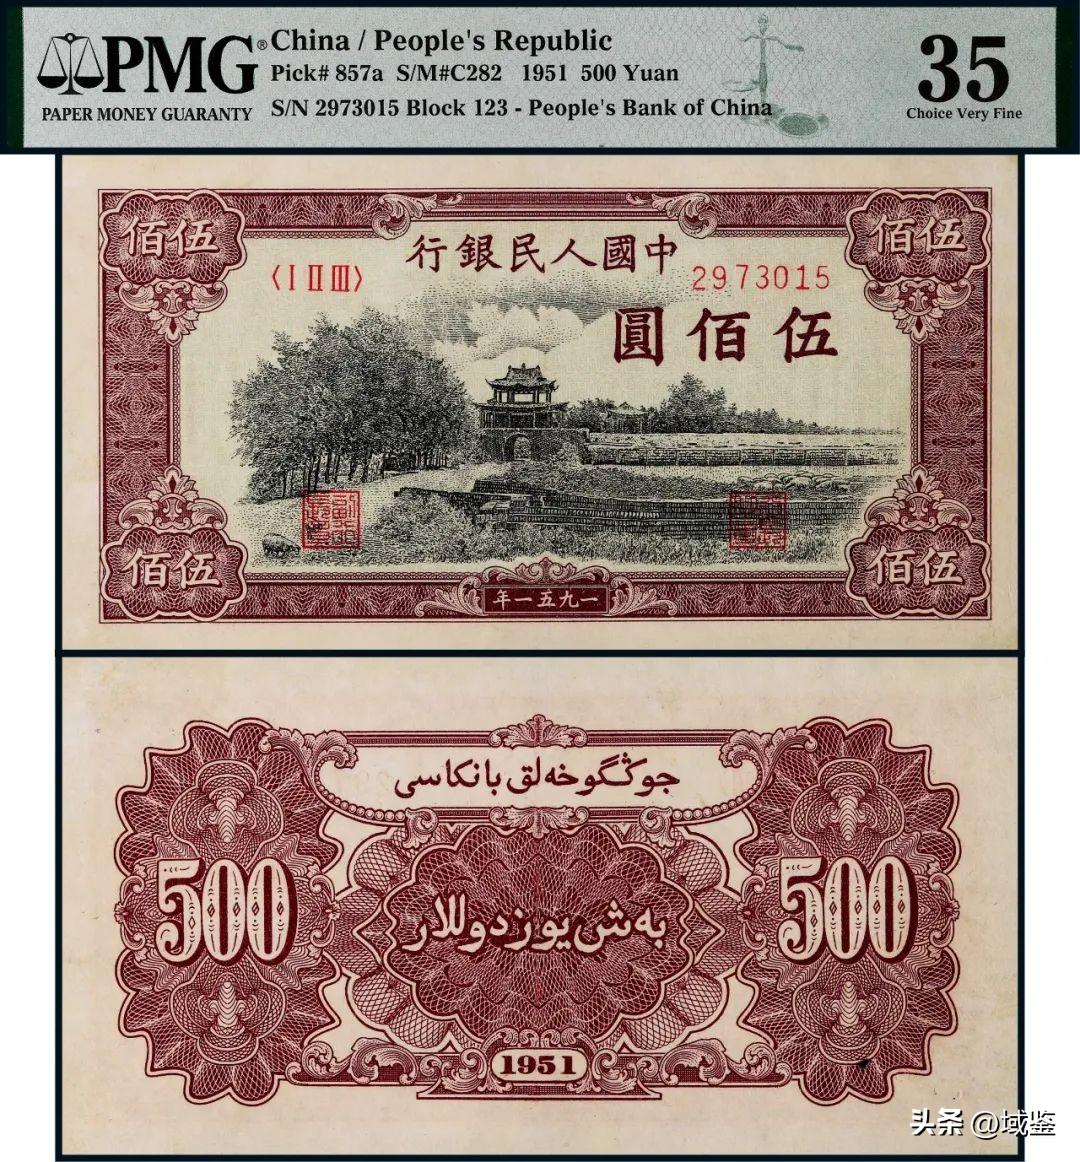 PMG®
PAPER MONEY GUARANTY
China / People's Republic
Pick# 857a S/M#C282 1951 500 Yuan
S/N 2973015 Block 123 - People's Bank of China
35
Choice Very Fine
伍佰
伍佰
中國人民銀行
〈I II III〉
2973015
伍佰圓
伍佰
伍佰
一九五一年
جوڭگو خەلق بانكاسى
500
بەش يوز دوللار
500
1951
头条 @域鉴